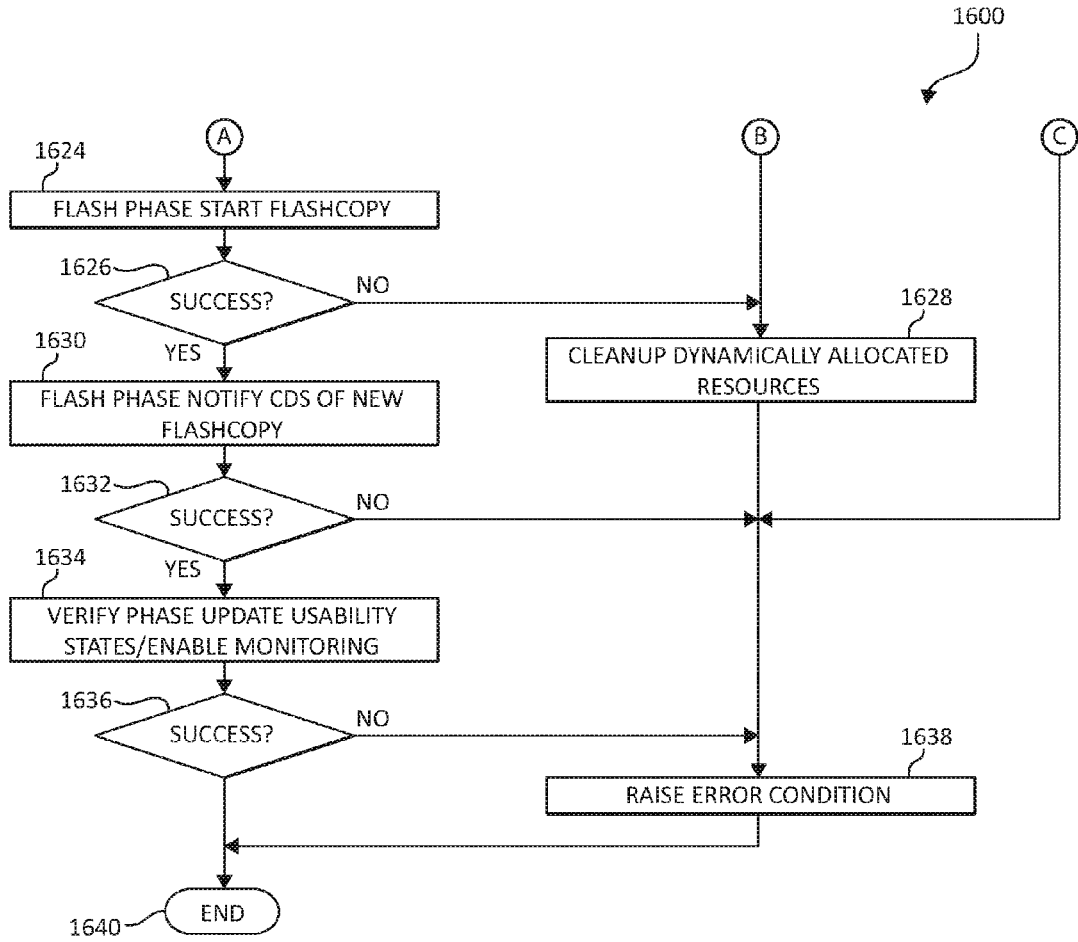 1600
A
B
C
1624
FLASH PHASE START FLASHCOPY
1626
SUCCESS?
NO
YES
1628
CLEANUP DYNAMICALLY ALLOCATED
RESOURCES
1630
FLASH PHASE NOTIFY CDS OF NEW
FLASHCOPY
1632
SUCCESS?
NO
YES
1634
VERIFY PHASE UPDATE USABILITY
STATES/ENABLE MONITORING
1636
SUCCESS?
NO
1638
RAISE ERROR CONDITION
END
1640